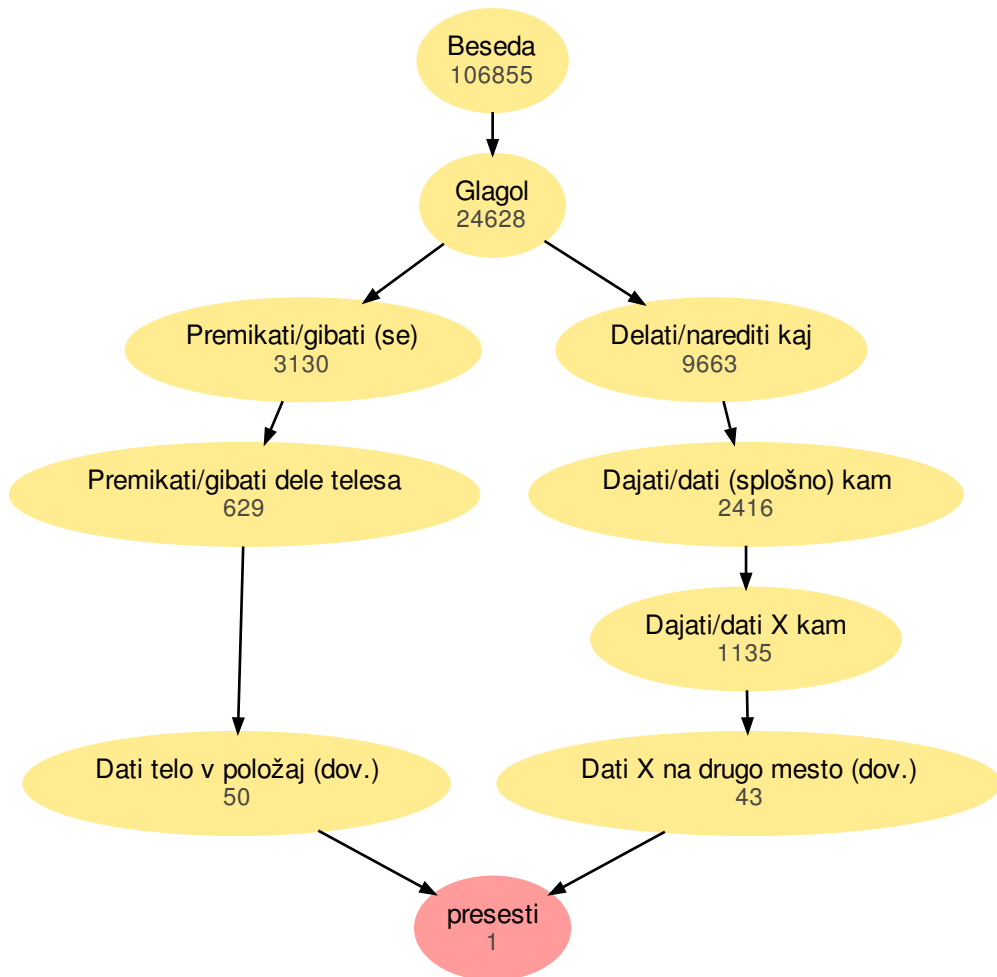 Beseda
106855
Glagol
24628
Premikati/gibati (se)
3130
Delati/narediti kaj
9663
Premikati/gibati dele telesa
629
Dajati/dati (splošno) kam
2416
Dajati/dati X kam
1135
Dati telo v položaj (dov.)
50
Dati X na drugo mesto (dov.)
43
presesti
1